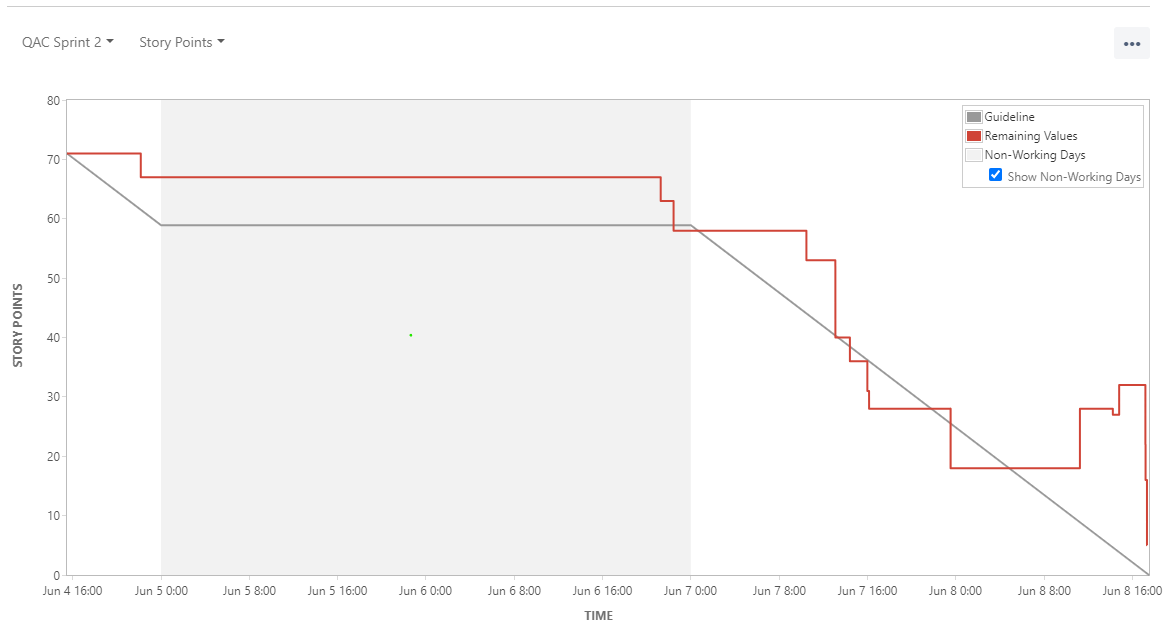 QAC Sprint 2 Story Points
80
Guideline
Remaining Values
Non-Working Days
Show Non-Working Days
70
60
50
40
30
20
10
0
STORY POINTS
Jun 4 16:00 Jun 5 0:00 Jun 5 8:00 Jun 5 16:00 Jun 6 0:00 Jun 6 8:00 Jun 6 16:00 Jun 7 0:00 Jun 7 8:00 Jun 7 16:00 Jun 8 0:00 Jun 8 8:00 Jun 8 16:00
TIME